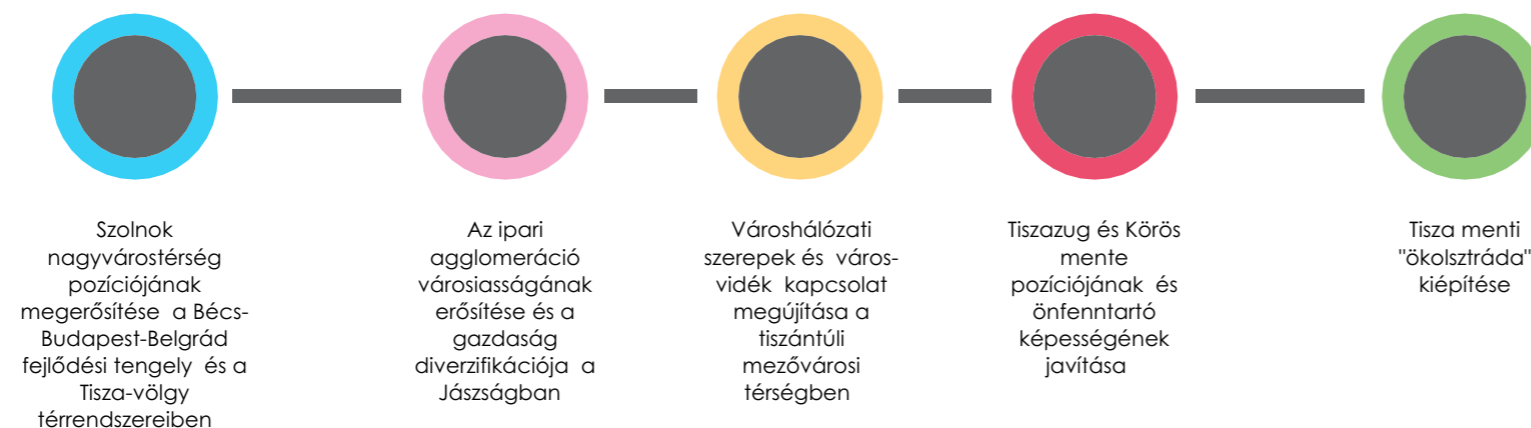 Szolnok
nagyvárostérség
pozíciójának
megerősítése a Bécs-
Budapest-Belgrád
fejlődési tengely és a
Tisza-völgy
térrendszereiben
Az ipari
agglomeráció
városiasságának
erősítése és a
gazdaság
diverzifikációja a
Jászságban
Városhálózati
szerepek és város-
vidék kapcsolat
megújítása a
tiszántúli
mezővárosi
térségben
Tiszazug és Körös
mente
pozíciójának és
önfenntartó
képességének
javítása
Tisza menti
"ökolsztráda"
kiépítése